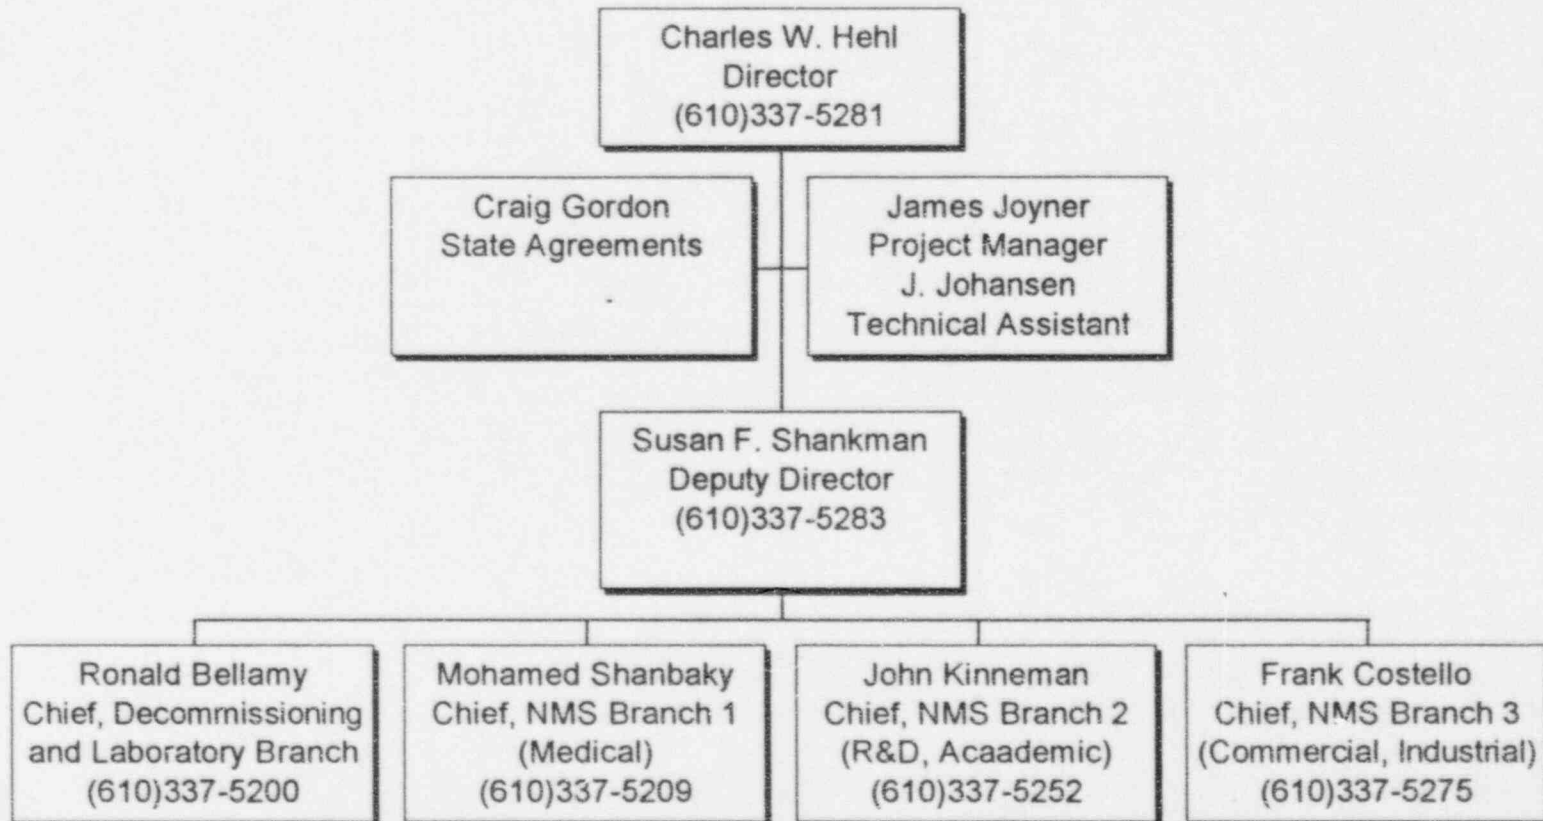 Charles W. Hehl
Director
(610)337-5281
Craig Gordon
State Agreements
James Joyner
Project Manager
J. Johansen
Technical Assistant
Susan F. Shankman
Deputy Director
(610)337-5283
Ronald Bellamy
Chief, Decommissioning
and Laboratory Branch
(610)337-5200
Mohamed Shanbaky
Chief, NMS Branch 1
(Medical)
(610)337-5209
John Kinneman
Chief, NMS Branch 2
(R&D, Acaademic)
(610)337-5252
Frank Costello
Chief, NMS Branch 3
(Commercial, Industrial)
(610)337-5275